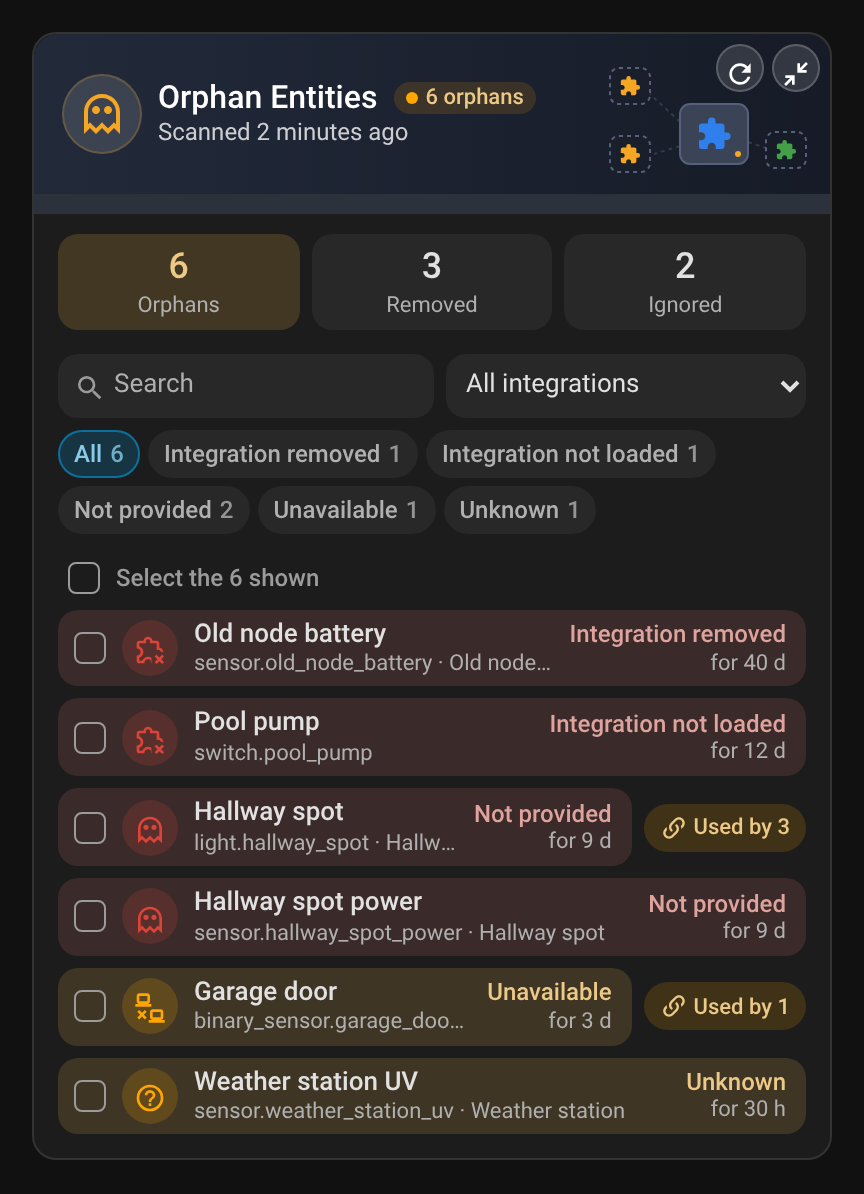 Orphan Entities
6 orphans
Scanned 2 minutes ago
6
Orphans
3
Removed
2
Ignored
Search
All integrations
All 6
Integration removed 1
Integration not loaded 1
Not provided 2
Unavailable 1
Unknown 1
Select the 6 shown
Old node battery
Integration removed
sensor.old_node_battery · Old node...
for 40 d
Pool pump
Integration not loaded
switch.pool_pump
for 12 d
Hallway spot
Not provided
light.hallway_spot · Hallw...
for 9 d
Used by 3
Hallway spot power
Not provided
sensor.hallway_spot_power · Hallway spot
for 9 d
Garage door
Unavailable
binary_sensor.garage_doo...
for 3 d
Used by 1
Weather station UV
Unknown
sensor.weather_station_uv · Weather station
for 30 h